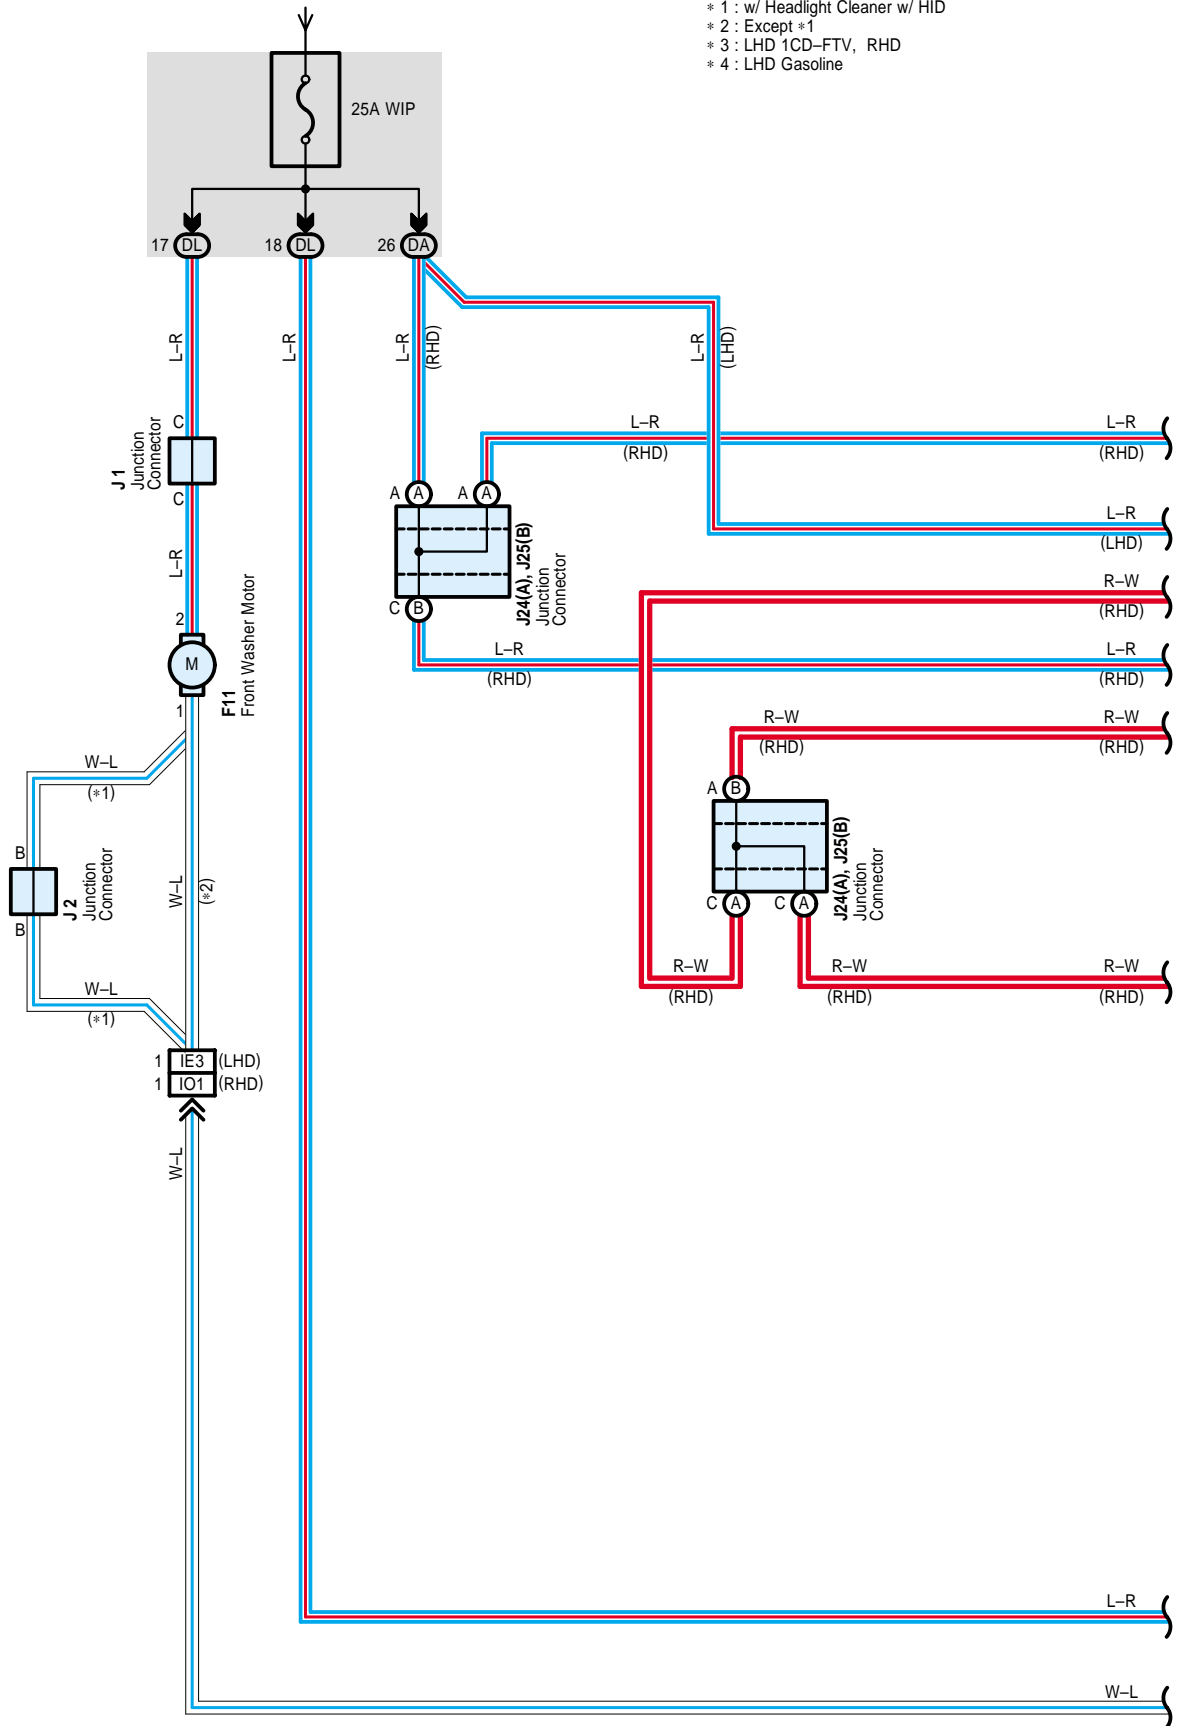 ∗ 1 : w/ Headlight Cleaner w/ HID
∗ 2 : Except ∗1
∗ 3 : LHD 1CD–FTV, RHD
∗ 4 : LHD Gasoline
25A WIP
17 DL
18 DL
26 DA
L–R
L–R
L–R
(RHD)
L–R
(LHD)
C
J 1
Junction
Connector
C
L–R
(RHD)
L–R
(RHD)
A A
A A
L–R
(LHD)
J24(A), J25(B)
Junction
Connector
L–R
C B
R–W
(RHD)
2
M
F11
Front Washer Motor
1
L–R
(RHD)
L–R
(RHD)
R–W
(RHD)
R–W
(RHD)
W–L
(∗1)
A B
J24(A), J25(B)
Junction
Connector
B
J 2
Junction
Connector
B
W–L
(∗2)
C A
C A
R–W
(RHD)
R–W
(RHD)
R–W
(RHD)
W–L
(∗1)
1 IE3 (LHD)
1 IO1 (RHD)
W–L
L–R
W–L